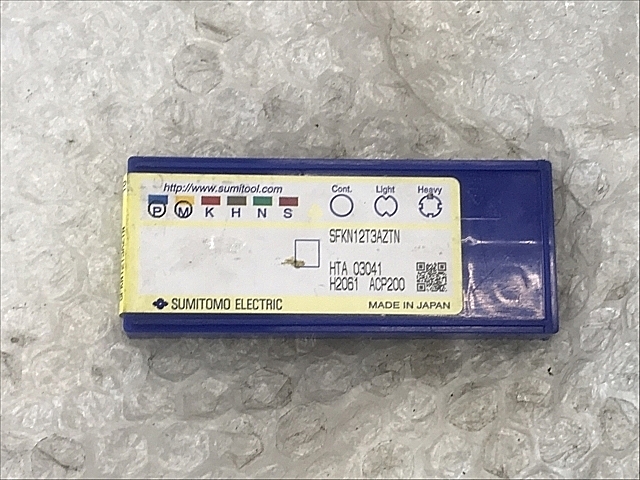 http://www.sumitool.com
Cont. Light Heavy
P M K H N S
SFKN12T3AZTN
HTA 03041
H2061 ACP200
SUMITOMO ELECTRIC
MADE IN JAPAN